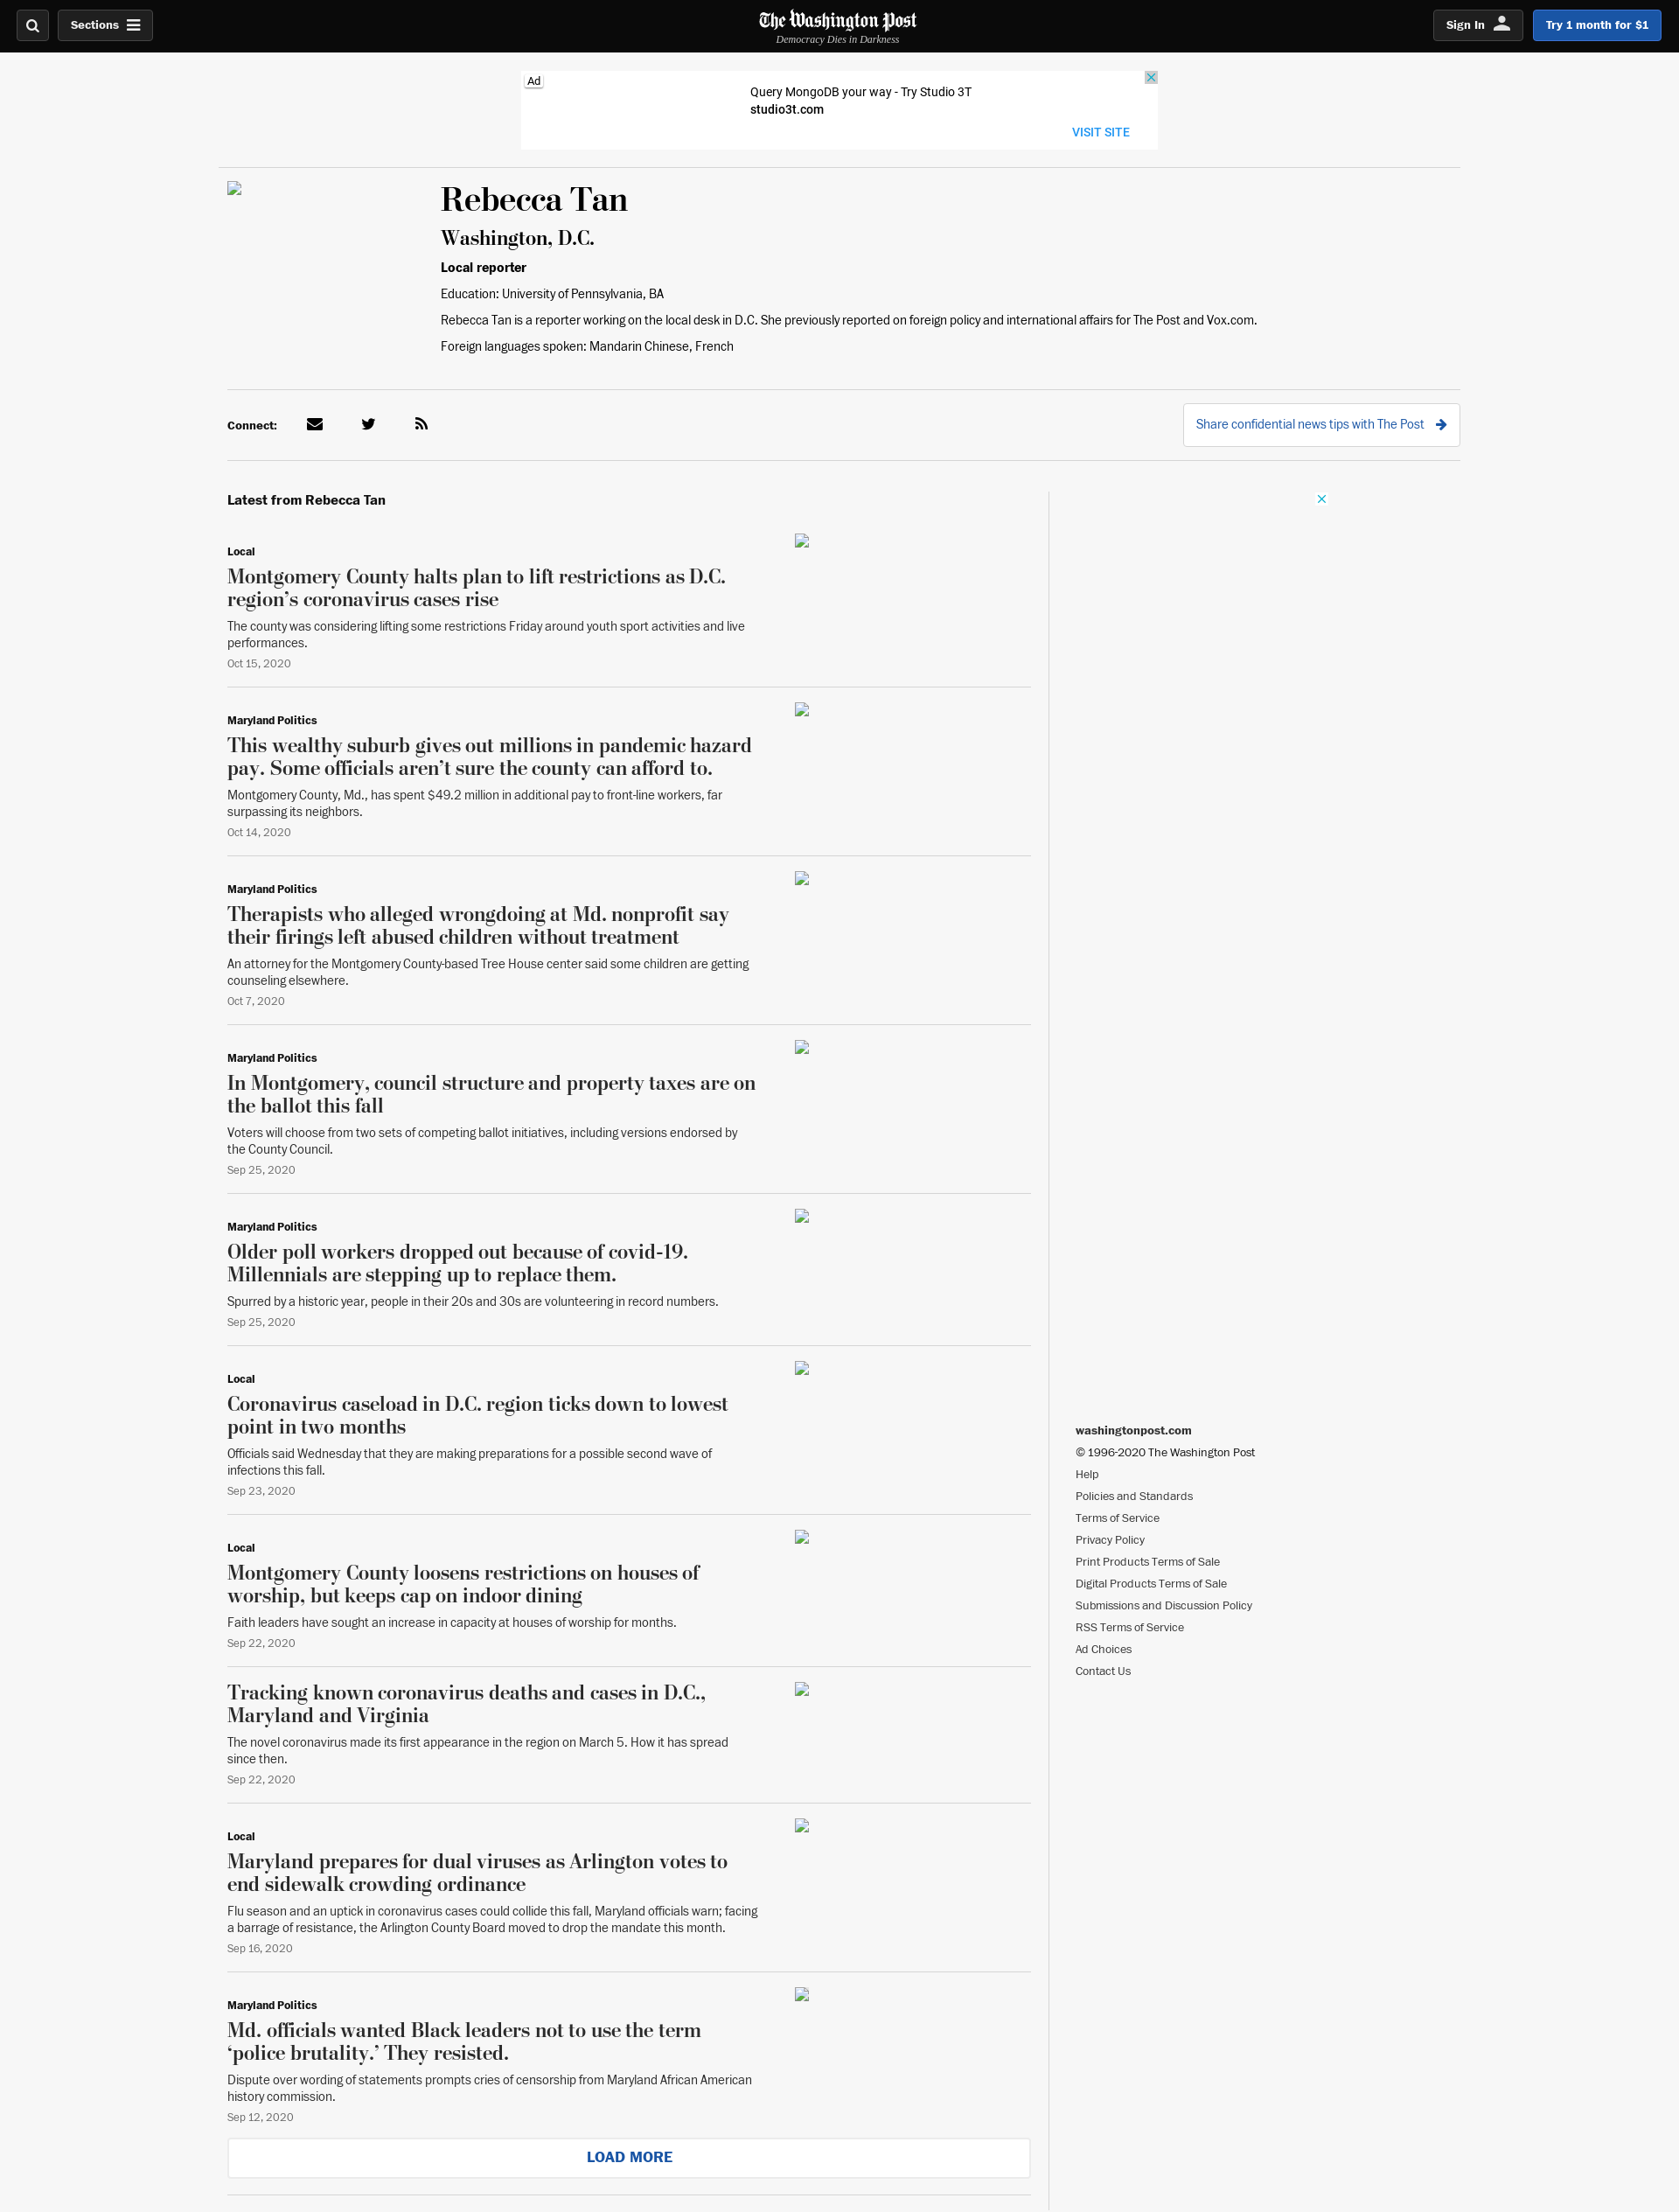 Sections
The Washington Post
Democracy Dies in Darkness
Sign In
Try 1 month for $1
Ad
Query MongoDB your way - Try Studio 3T
studio3t.com
VISIT SITE
Rebecca Tan
Washington, D.C.
Local reporter
Education: University of Pennsylvania, BA
Rebecca Tan is a reporter working on the local desk in D.C. She previously reported on foreign policy and international affairs for The Post and Vox.com.
Foreign languages spoken: Mandarin Chinese, French
Connect:
Share confidential news tips with The Post
Latest from Rebecca Tan
Local
Montgomery County halts plan to lift restrictions as D.C.
region’s coronavirus cases rise
The county was considering lifting some restrictions Friday around youth sport activities and live
performances.
Oct 15, 2020
Maryland Politics
This wealthy suburb gives out millions in pandemic hazard
pay. Some officials aren’t sure the county can afford to.
Montgomery County, Md., has spent $49.2 million in additional pay to front-line workers, far
surpassing its neighbors.
Oct 14, 2020
Maryland Politics
Therapists who alleged wrongdoing at Md. nonprofit say
their firings left abused children without treatment
An attorney for the Montgomery County-based Tree House center said some children are getting
counseling elsewhere.
Oct 7, 2020
Maryland Politics
In Montgomery, council structure and property taxes are on
the ballot this fall
Voters will choose from two sets of competing ballot initiatives, including versions endorsed by
the County Council.
Sep 25, 2020
Maryland Politics
Older poll workers dropped out because of covid-19.
Millennials are stepping up to replace them.
Spurred by a historic year, people in their 20s and 30s are volunteering in record numbers.
Sep 25, 2020
Local
Coronavirus caseload in D.C. region ticks down to lowest
point in two months
Officials said Wednesday that they are making preparations for a possible second wave of
infections this fall.
Sep 23, 2020
Local
Montgomery County loosens restrictions on houses of
worship, but keeps cap on indoor dining
Faith leaders have sought an increase in capacity at houses of worship for months.
Sep 22, 2020
Tracking known coronavirus deaths and cases in D.C.,
Maryland and Virginia
The novel coronavirus made its first appearance in the region on March 5. How it has spread
since then.
Sep 22, 2020
Local
Maryland prepares for dual viruses as Arlington votes to
end sidewalk crowding ordinance
Flu season and an uptick in coronavirus cases could collide this fall, Maryland officials warn; facing
a barrage of resistance, the Arlington County Board moved to drop the mandate this month.
Sep 16, 2020
Maryland Politics
Md. officials wanted Black leaders not to use the term
‘police brutality.’ They resisted.
Dispute over wording of statements prompts cries of censorship from Maryland African American
history commission.
Sep 12, 2020
LOAD MORE
washingtonpost.com
© 1996-2020 The Washington Post
Help
Policies and Standards
Terms of Service
Privacy Policy
Print Products Terms of Sale
Digital Products Terms of Sale
Submissions and Discussion Policy
RSS Terms of Service
Ad Choices
Contact Us